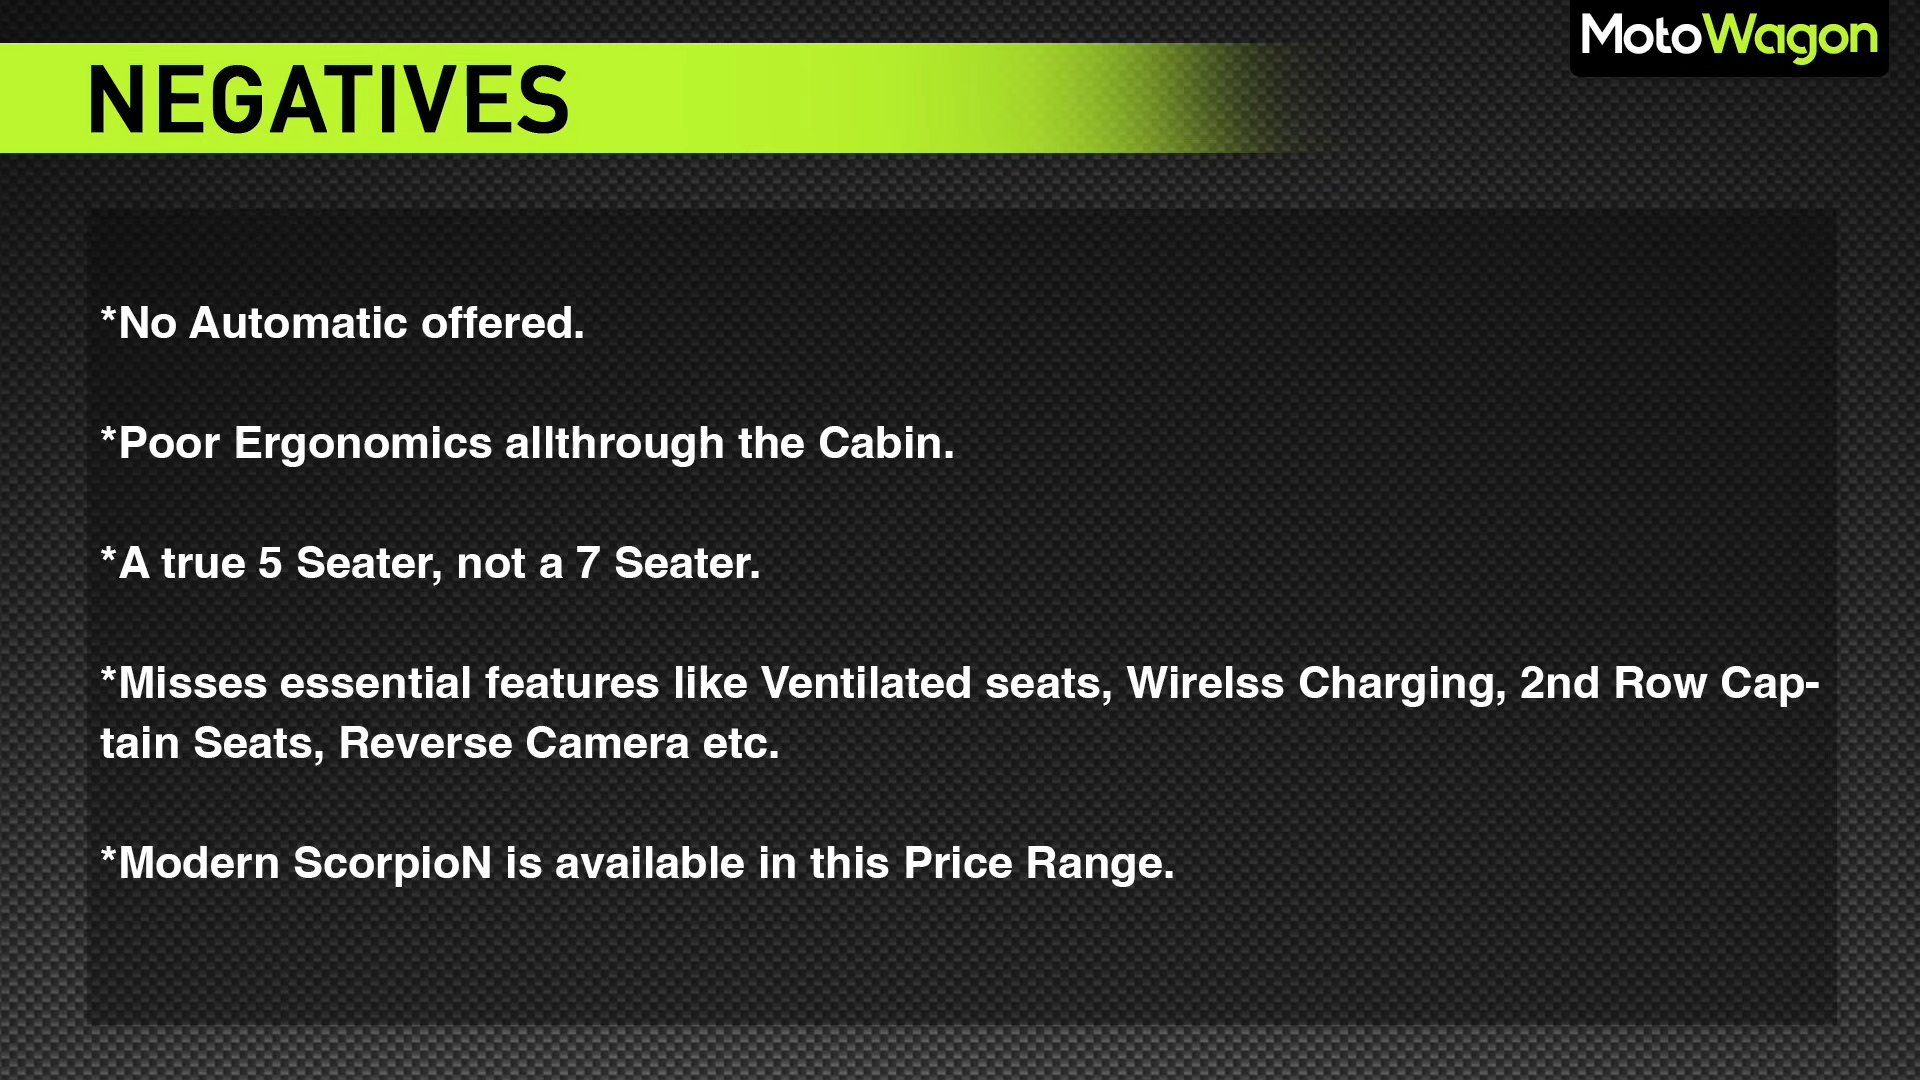 MotoWagon
NEGATIVES
*No Automatic offered.
*Poor Ergonomics allthrough the Cabin.
*A true 5 Seater, not a 7 Seater.
*Misses essential features like Ventilated seats, Wirelss Charging, 2nd Row Cap-
tain Seats, Reverse Camera etc.
*Modern ScorpioN is available in this Price Range.